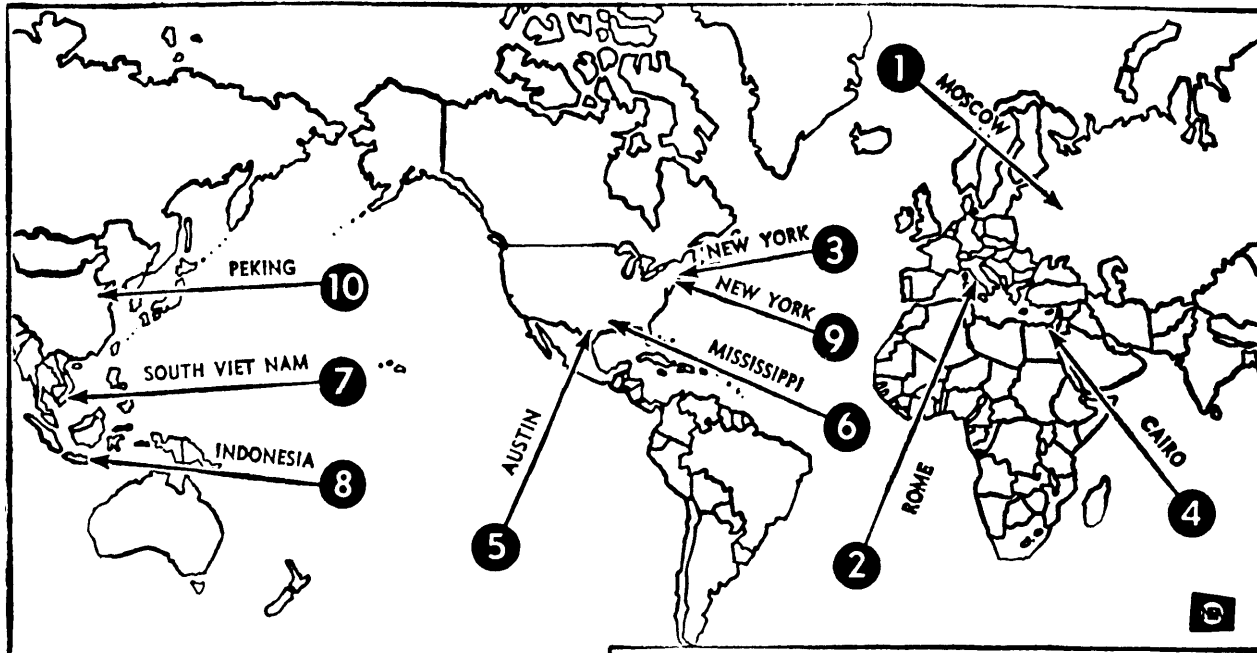 1
MOSCOW
NEW YORK
3
PEKING
10
NEW YORK
9
SOUTH VIET NAM
7
MISSISSIPPI
6
INDONESIA
8
AUSTIN
5
ROME
2
CAIRO
4